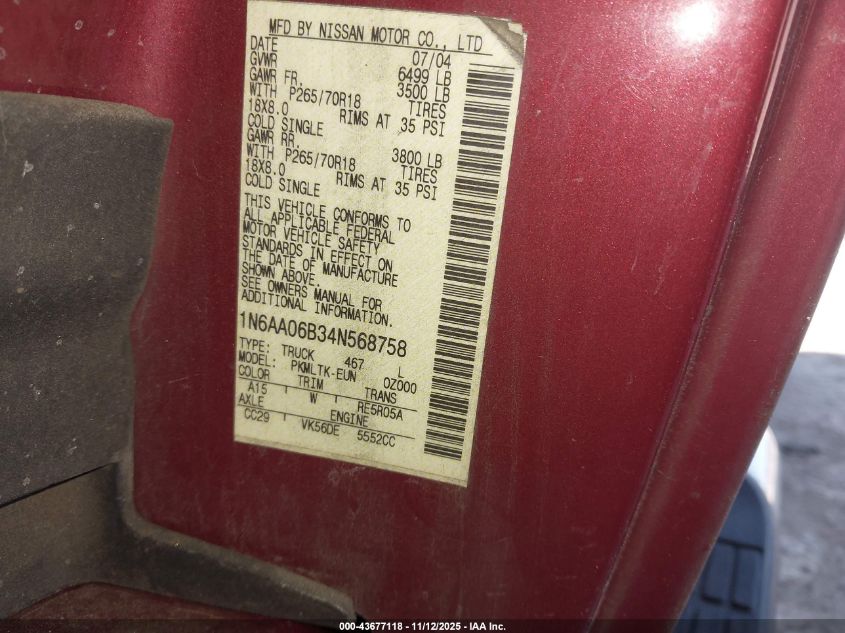 MFD BY NISSAN MOTOR CO., LTD
DATE 07/04
GVWR 6499 LB
GAWR FR. 3500 LB
WITH P265/70R18 TIRES
18X8.0 RIMS AT 35 PSI
COLD SINGLE
GAWR RR. 3800 LB
WITH P265/70R18 TIRES
18X8.0 RIMS AT 35 PSI
COLD SINGLE
THIS VEHICLE CONFORMS TO
ALL APPLICABLE FEDERAL
MOTOR VEHICLE SAFETY
STANDARDS IN EFFECT ON
THE DATE OF MANUFACTURE
SHOWN ABOVE.
SEE OWNERS MANUAL FOR
ADDITIONAL INFORMATION.
1N6AA06B34N568758
TYPE: TRUCK 467 L
MODEL: PKMLTK-EUN 0Z000
COLOR TRIM TRANS
A15 W RE5R05A
AXLE ENGINE
CC29 VK56DE 5552CC
000-43677118 - 11/12/2025 - IAA Inc.